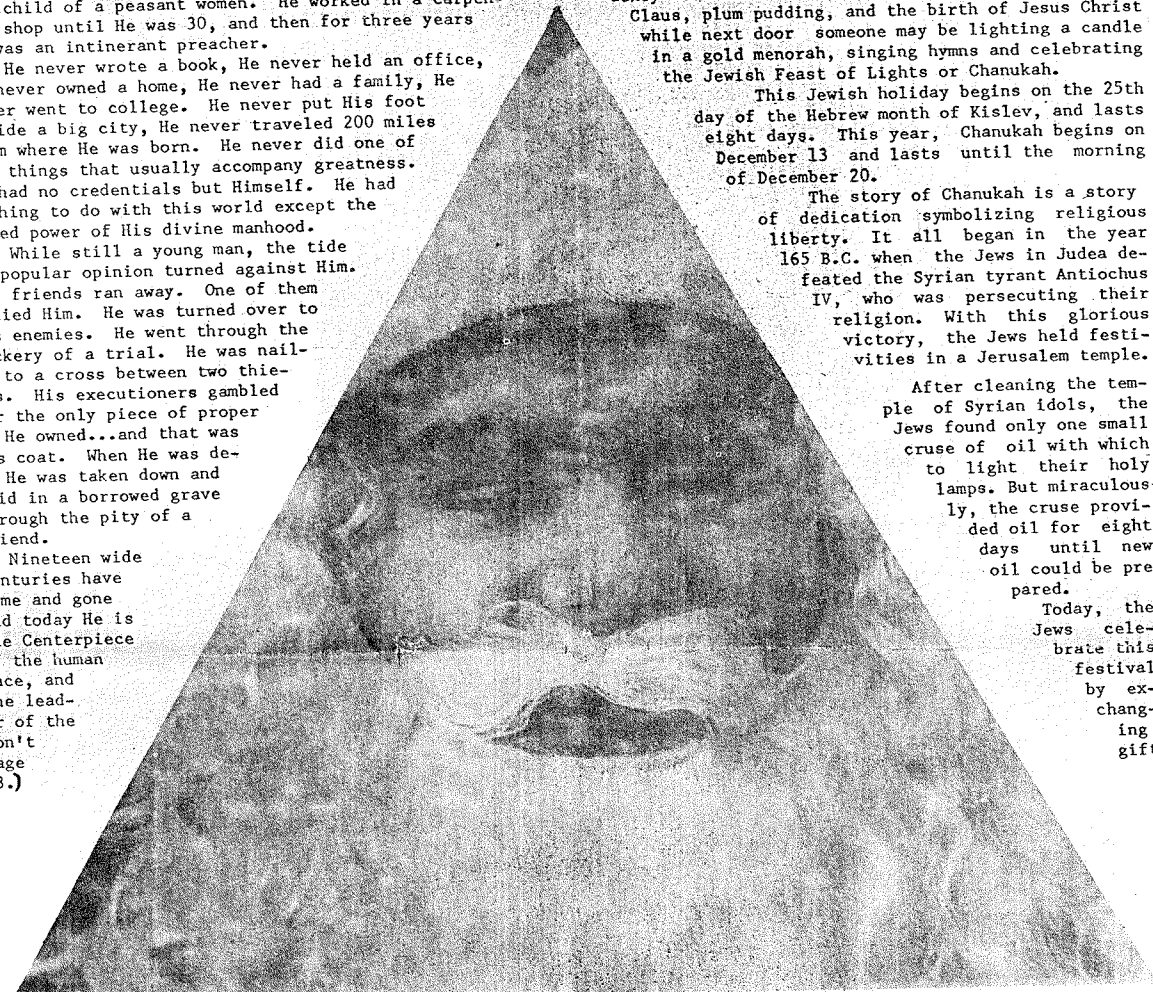 child of a peasant women. He worked in a carpen-
shop until He was 30, and then for three years
was an intinerant preacher.
He never wrote a book, He never held an office,
never owned a home, He never had a family, He
er went to college. He never put His foot
ide a big city, He never traveled 200 miles
m where He was born. He never did one of
things that usually accompany greatness.
had no credentials but Himself. He had
hing to do with this world except the
ed power of His divine manhood.
While still a young man, the tide
popular opinion turned against Him.
friends ran away. One of them
ied Him. He was turned over to
s enemies. He went through the
ckery of a trial. He was nail-
to a cross between two thie-
s. His executioners gambled
r the only piece of proper
He owned...and that was
s coat. When He was de-
He was taken down and
id in a borrowed grave
rough the pity of a
iend.
Nineteen wide
nturies have
me and gone
d today He is
e Centerpiece
the human
ace, and
he lead-
r of the
on't
age
8.)
Claus, plum pudding, and the birth of Jesus Christ
while next door someone may be lighting a candle
in a gold menorah, singing hymns and celebrating
the Jewish Feast of Lights or Chanukah.
This Jewish holiday begins on the 25th
day of the Hebrew month of Kislev, and lasts
eight days. This year, Chanukah begins on
December 13 and lasts until the morning
of December 20.
The story of Chanukah is a story
of dedication symbolizing religious
liberty. It all began in the year
165 B.C. when the Jews in Judea de-
feated the Syrian tyrant Antiochus
IV, who was persecuting their
religion. With this glorious
victory, the Jews held festi-
vities in a Jerusalem temple.
After cleaning the tem-
ple of Syrian idols, the
Jews found only one small
cruse of oil with which
to light their holy
lamps. But miraculous-
ly, the cruse provi-
ded oil for eight
days until new
oil could be pre
pared.
Today, the
Jews cele-
brate this
festival
by ex-
chang-
ing
gift